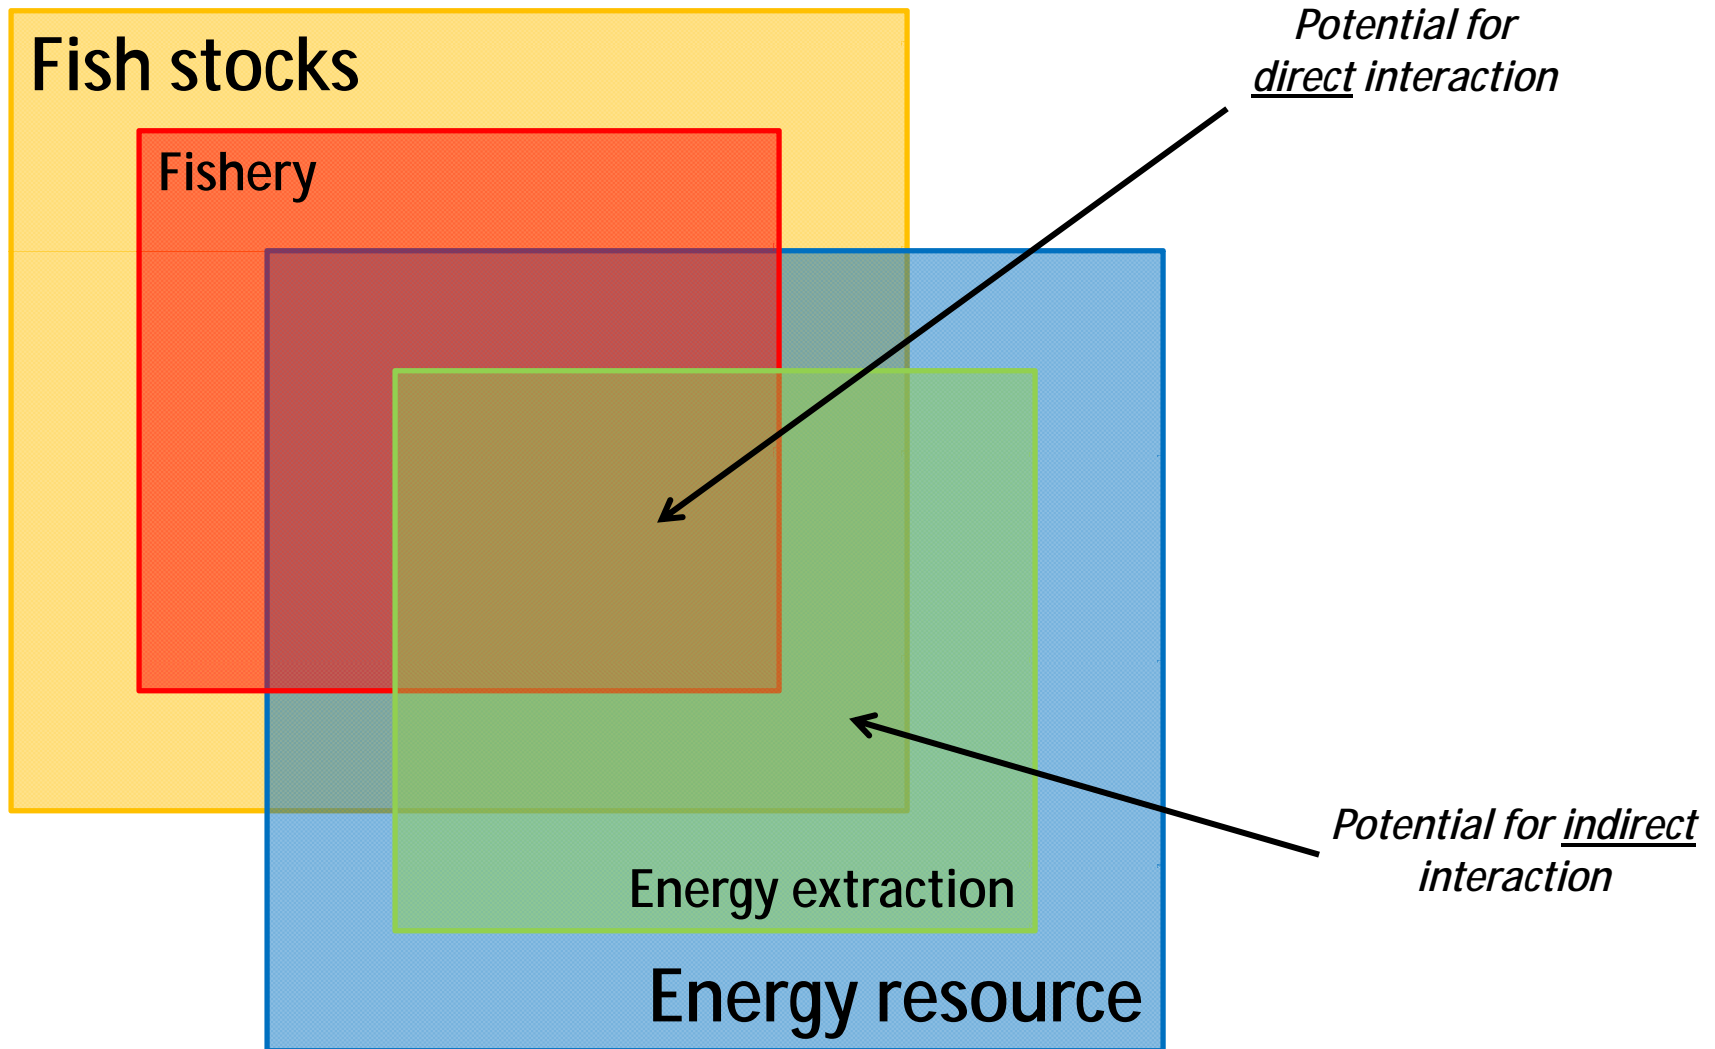 Fish stocks
Fishery
Potential for
direct interaction
Energy extraction
Energy resource
Potential for indirect
interaction